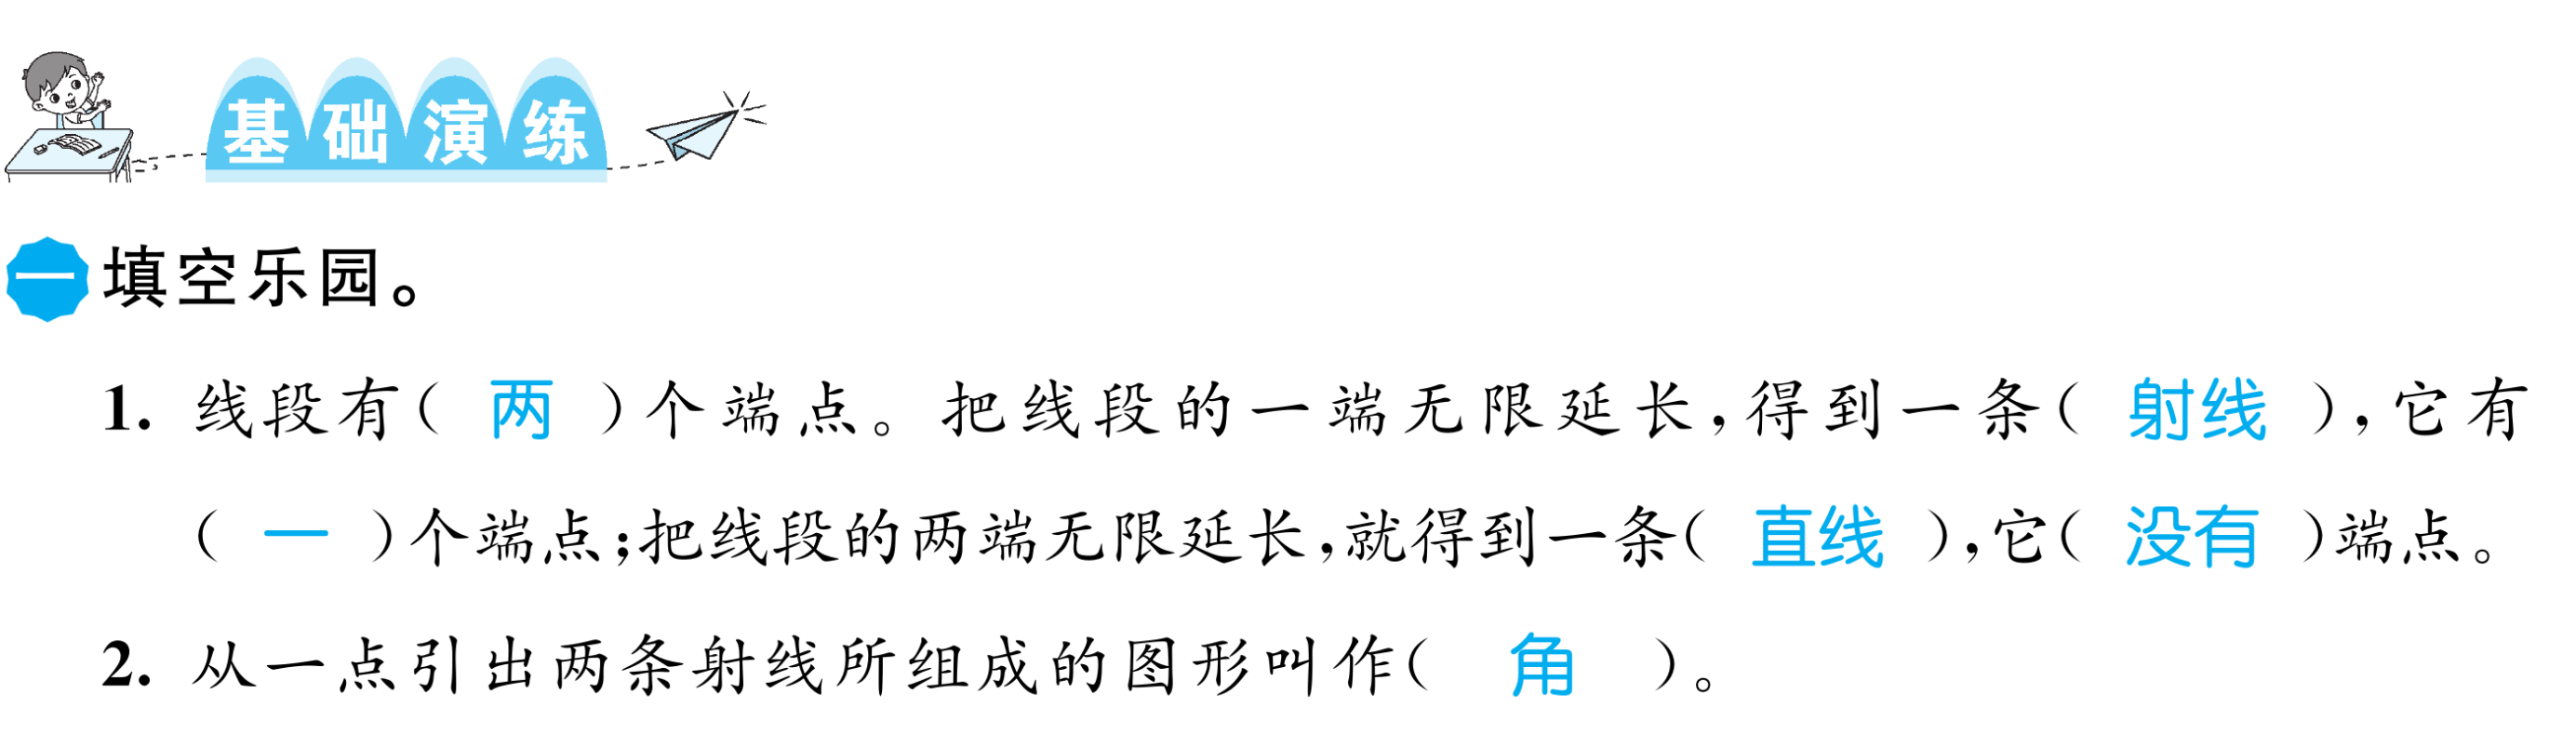 基础演练
一 填空乐园。
1. 线段有( 两 )个端点。把线段的一端无限延长,得到一条( 射线 ),它有
( 一 )个端点;把线段的两端无限延长,就得到一条( 直线 ),它( 没有 )端点。
2. 从一点引出两条射线所组成的图形叫作( 角 )。